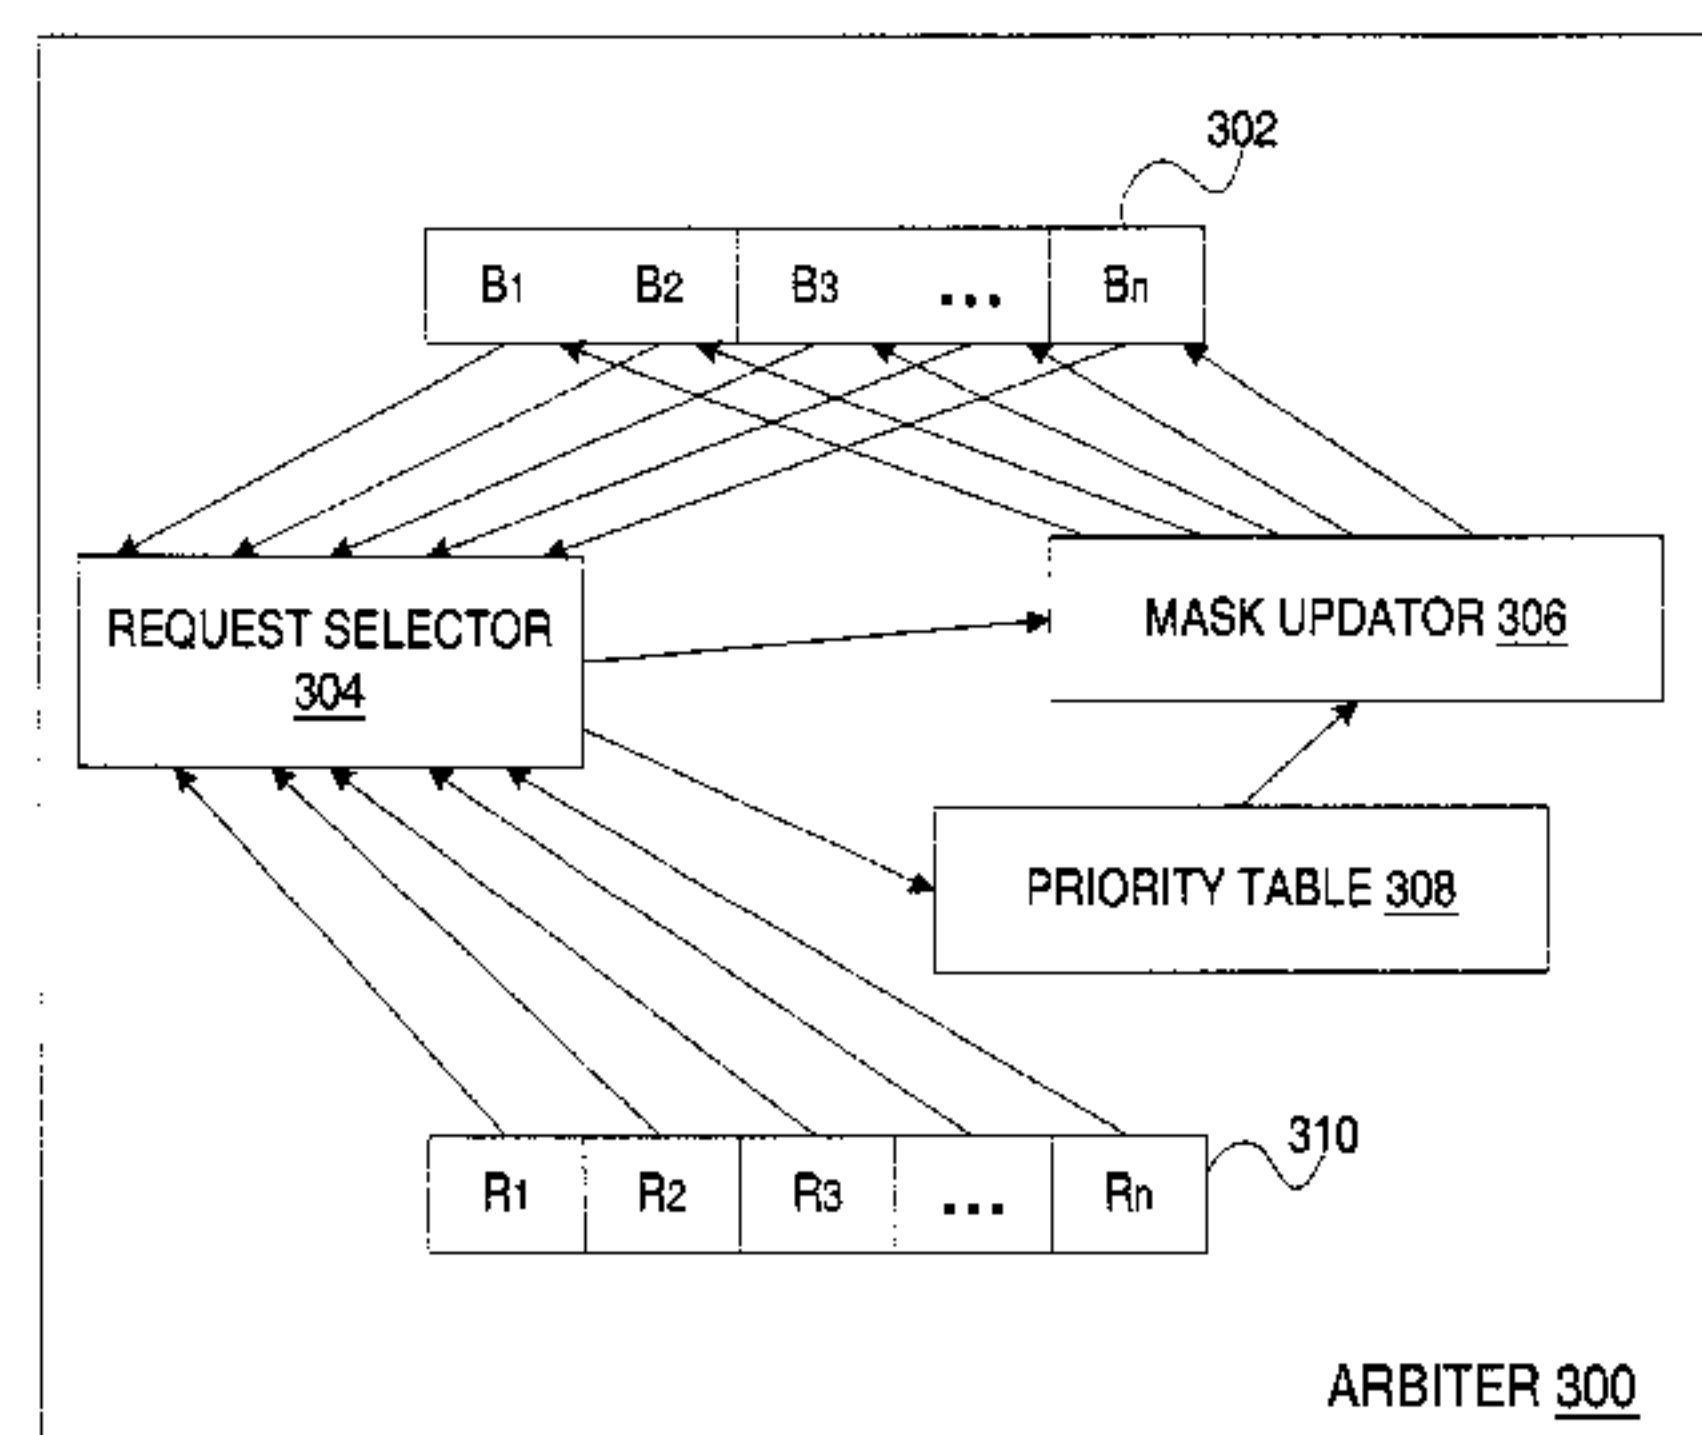 302
B1 B2 B3 ... Bn
REQUEST SELECTOR
304
MASK UPDATOR 306
PRIORITY TABLE 308
310
R1 R2 R3 ... Rn
ARBITER 300